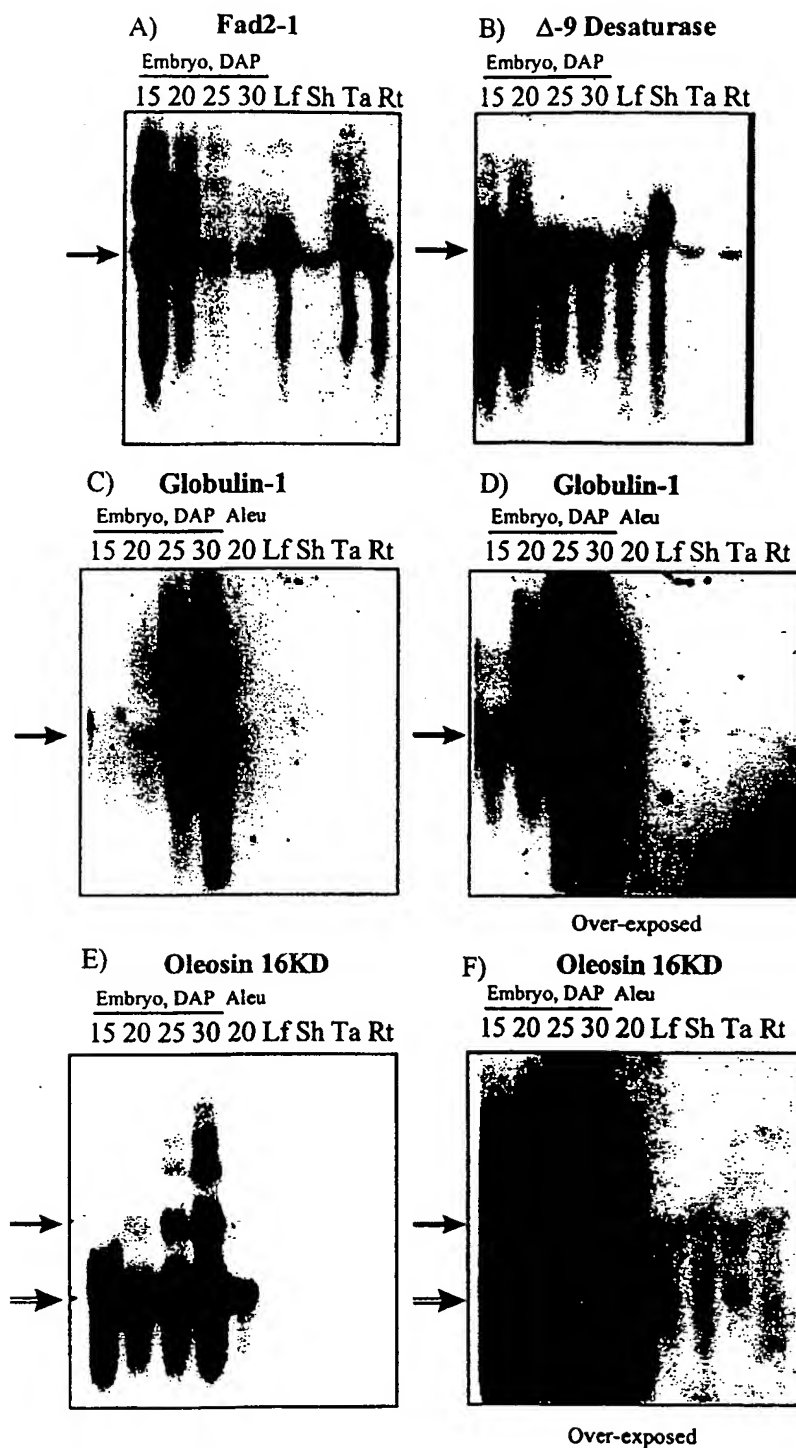 A) Fad2-1
Embryo, DAP
15 20 25 30 Lf Sh Ta Rt
B) Δ-9 Desaturase
Embryo, DAP
15 20 25 30 Lf Sh Ta Rt
C) Globulin-1
Embryo, DAP Aleu
15 20 25 30 20 Lf Sh Ta Rt
D) Globulin-1
Embryo, DAP Aleu
15 20 25 30 20 Lf Sh Ta Rt
Over-exposed
E) Oleosin 16KD
Embryo, DAP Aleu
15 20 25 30 20 Lf Sh Ta Rt
F) Oleosin 16KD
Embryo, DAP Aleu
15 20 25 30 20 Lf Sh Ta Rt
Over-exposed